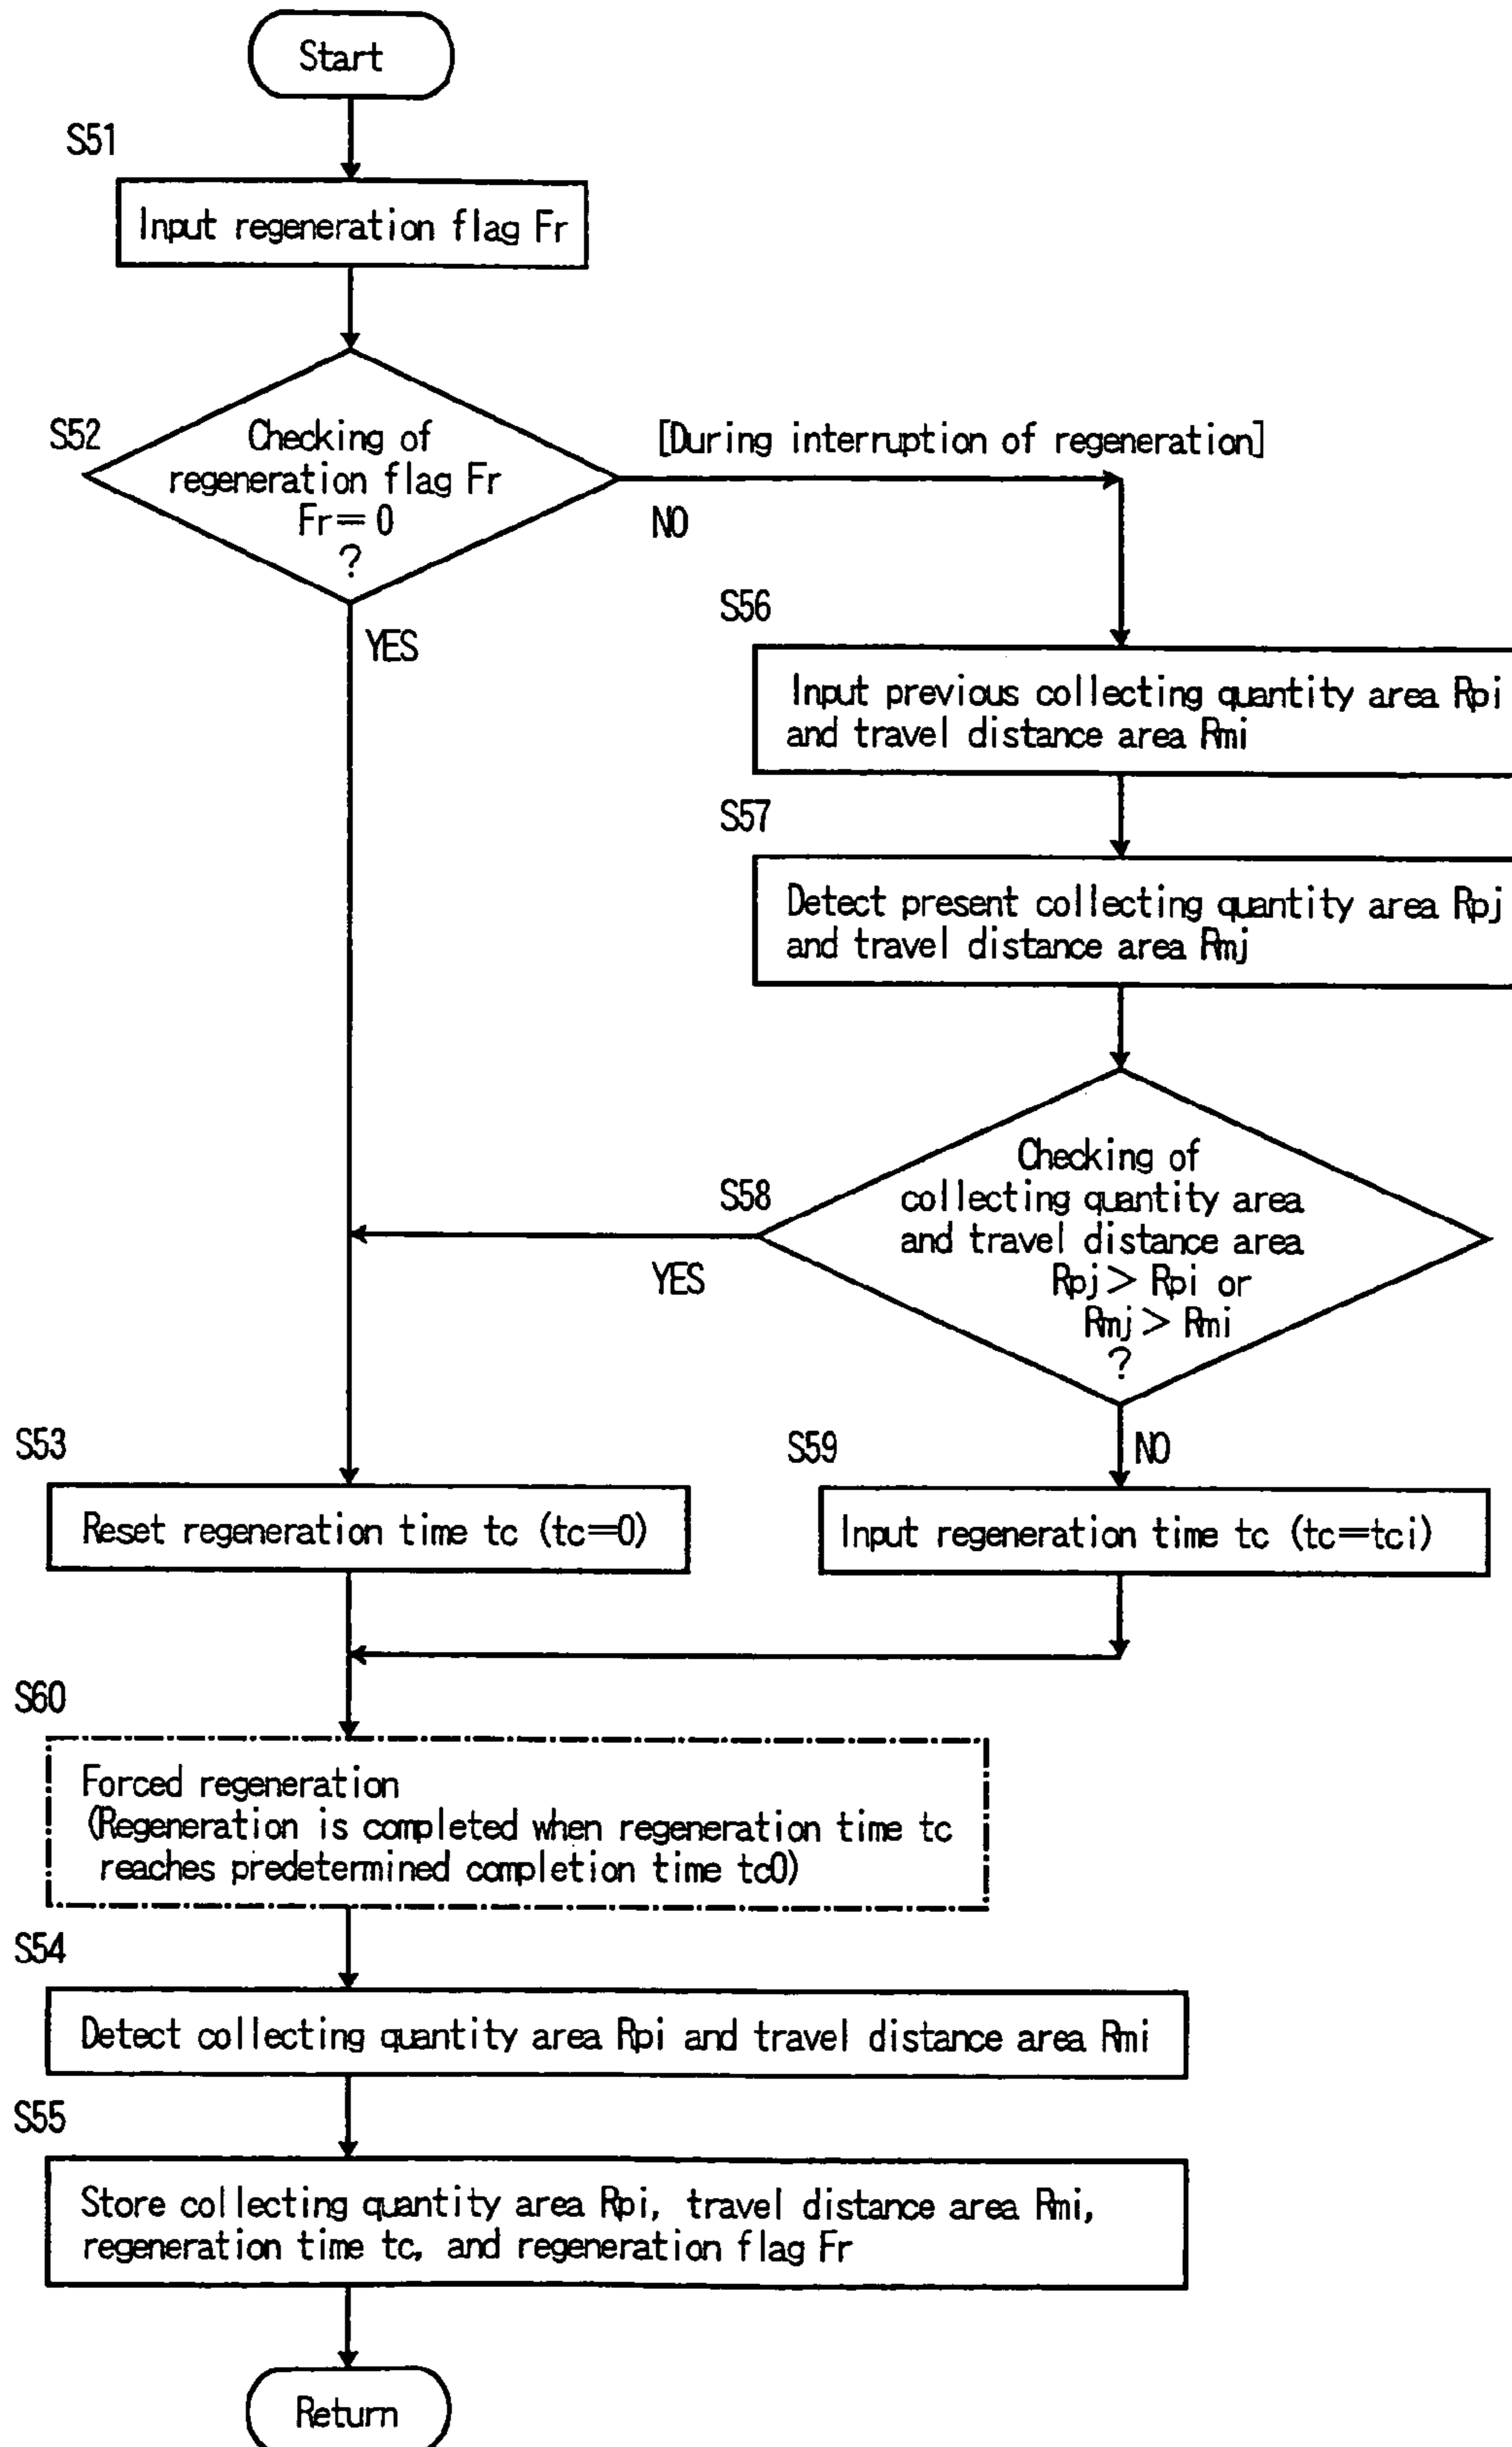 Start
S51
Input regeneration flag Fr
S52
Checking of
regeneration flag Fr
Fr=0
?
[During interruption of regeneration]
NO
YES
S56
Input previous collecting quantity area Rpi
and travel distance area Rmi
S57
Detect present collecting quantity area Rpj
and travel distance area Rmj
S58
Checking of
collecting quantity area
and travel distance area
Rpj> Rpi or
Rmj> Rmi
?
YES
NO
S53
Reset regeneration time tc (tc=0)
S59
Input regeneration time tc (tc=tci)
S60
Forced regeneration
(Regeneration is completed when regeneration time tc
reaches predetermined completion time tc0)
S54
Detect collecting quantity area Rpi and travel distance area Rmi
S55
Store collecting quantity area Rpi, travel distance area Rmi,
regeneration time tc, and regeneration flag Fr
Return